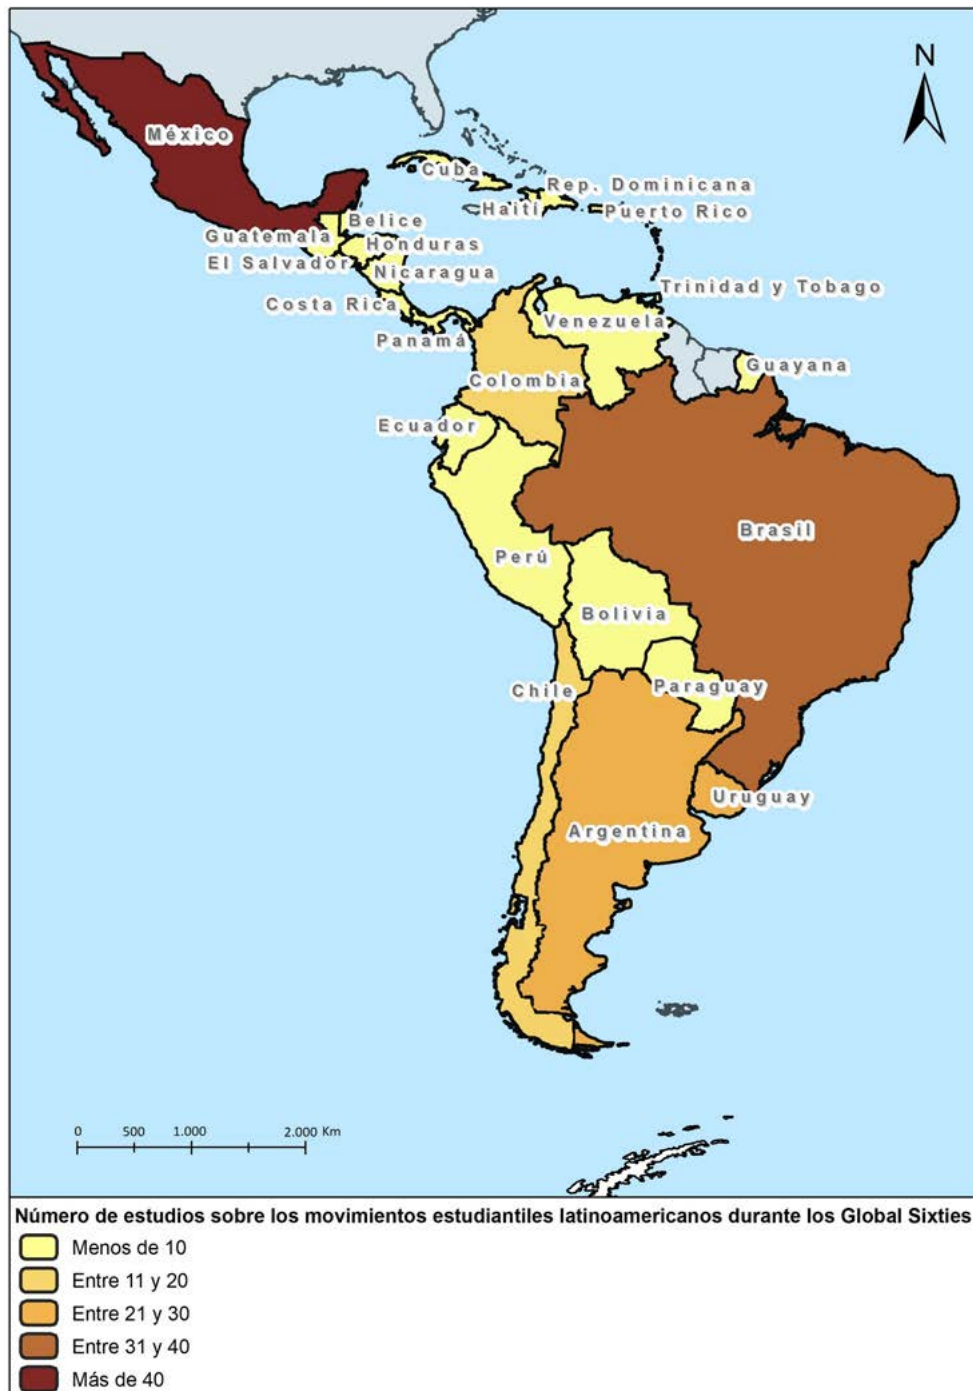 N
México
Cuba
Rep. Dominicana
Haití
Puerto Rico
Belice
Guatemala
Honduras
El Salvador
Nicaragua
Trinidad y Tobago
Costa Rica
Venezuela
Panamá
Guayana
Colombia
Ecuador
Brasil
Perú
Bolivia
Chile
Paraguay
Uruguay
Argentina
0 500 1.000 2.000 Km
Número de estudios sobre los movimientos estudiantiles latinoamericanos durante los Global Sixties
Menos de 10
Entre 11 y 20
Entre 21 y 30
Entre 31 y 40
Más de 40